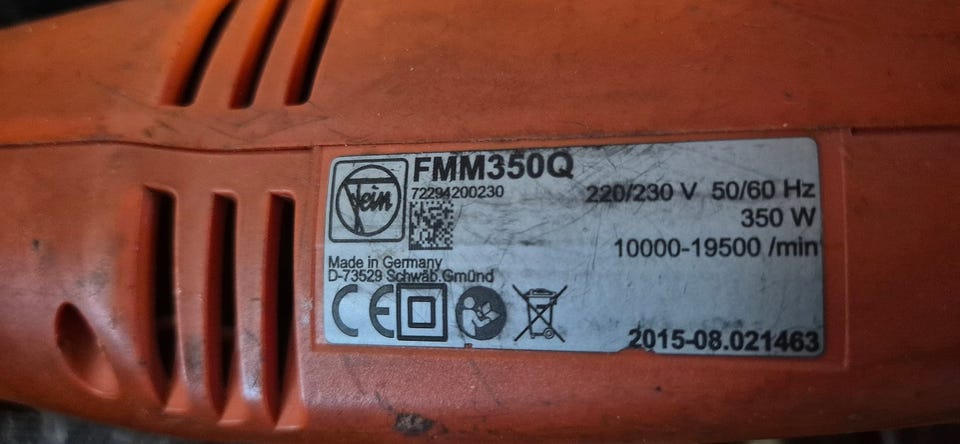 Fein
FMM350Q
72294200230
220/230 V 50/60 Hz
350 W
10000-19500 /min
Made in Germany
D-73529 Schwäb.Gmünd
CE
2015-08.021463